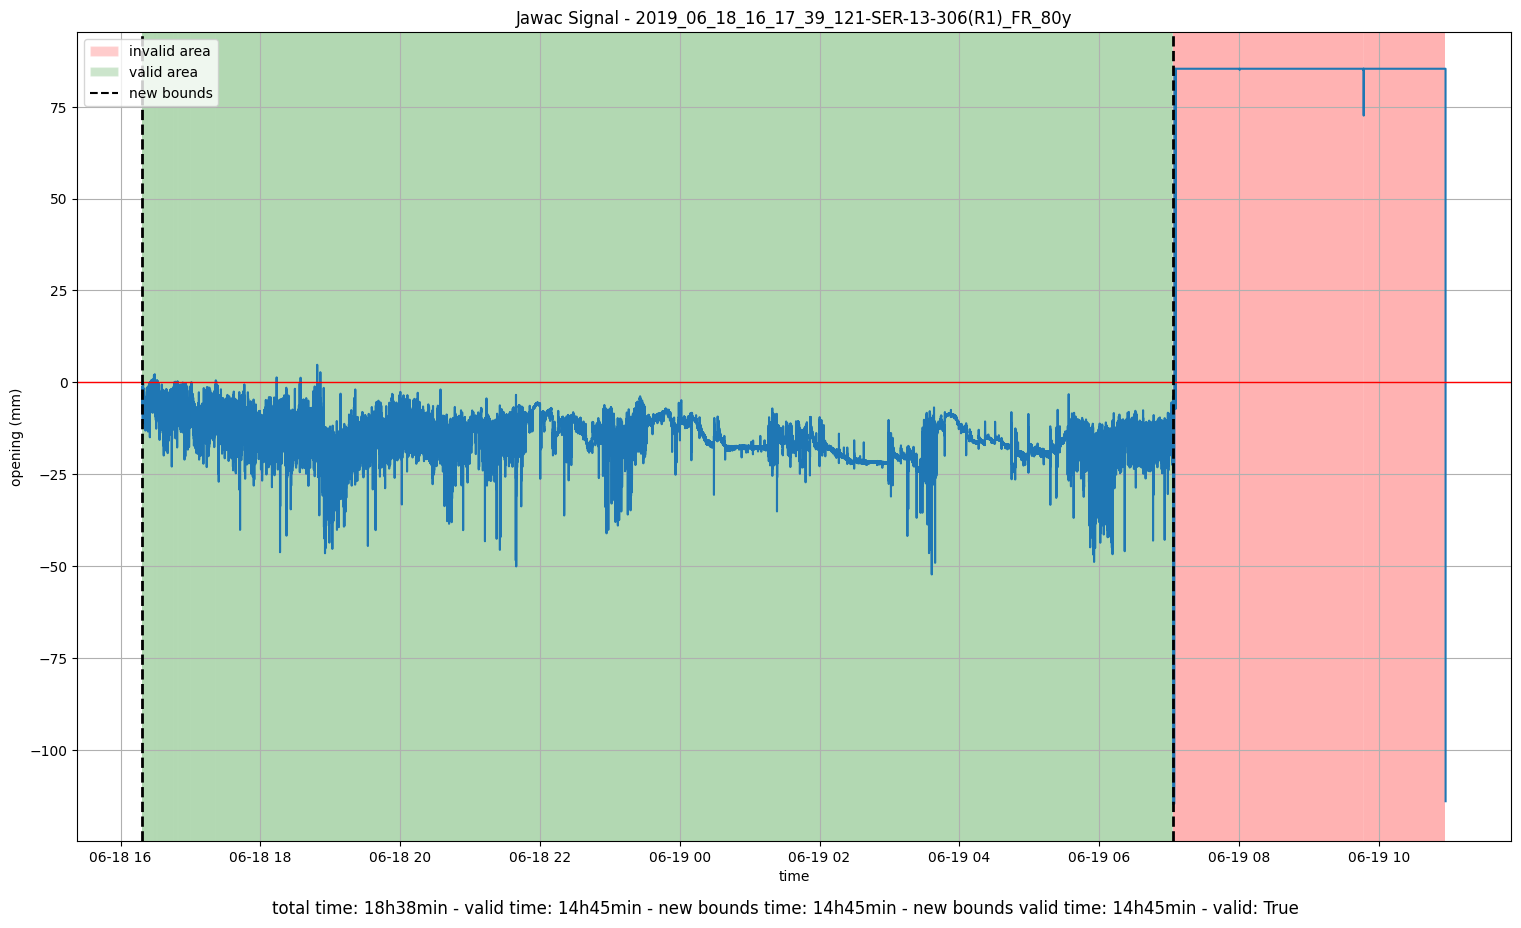 Jawac Signal - 2019_06_18_16_17_39_121-SER-13-306(R1)_FR_80y
invalid area
valid area
new bounds
75
50
25
0
−25
−50
−75
−100
opening (mm)
06-18 16
06-18 18
06-18 20
06-18 22
06-19 00
06-19 02
06-19 04
06-19 06
06-19 08
06-19 10
time
total time: 18h38min - valid time: 14h45min - new bounds time: 14h45min - new bounds valid time: 14h45min - valid: True